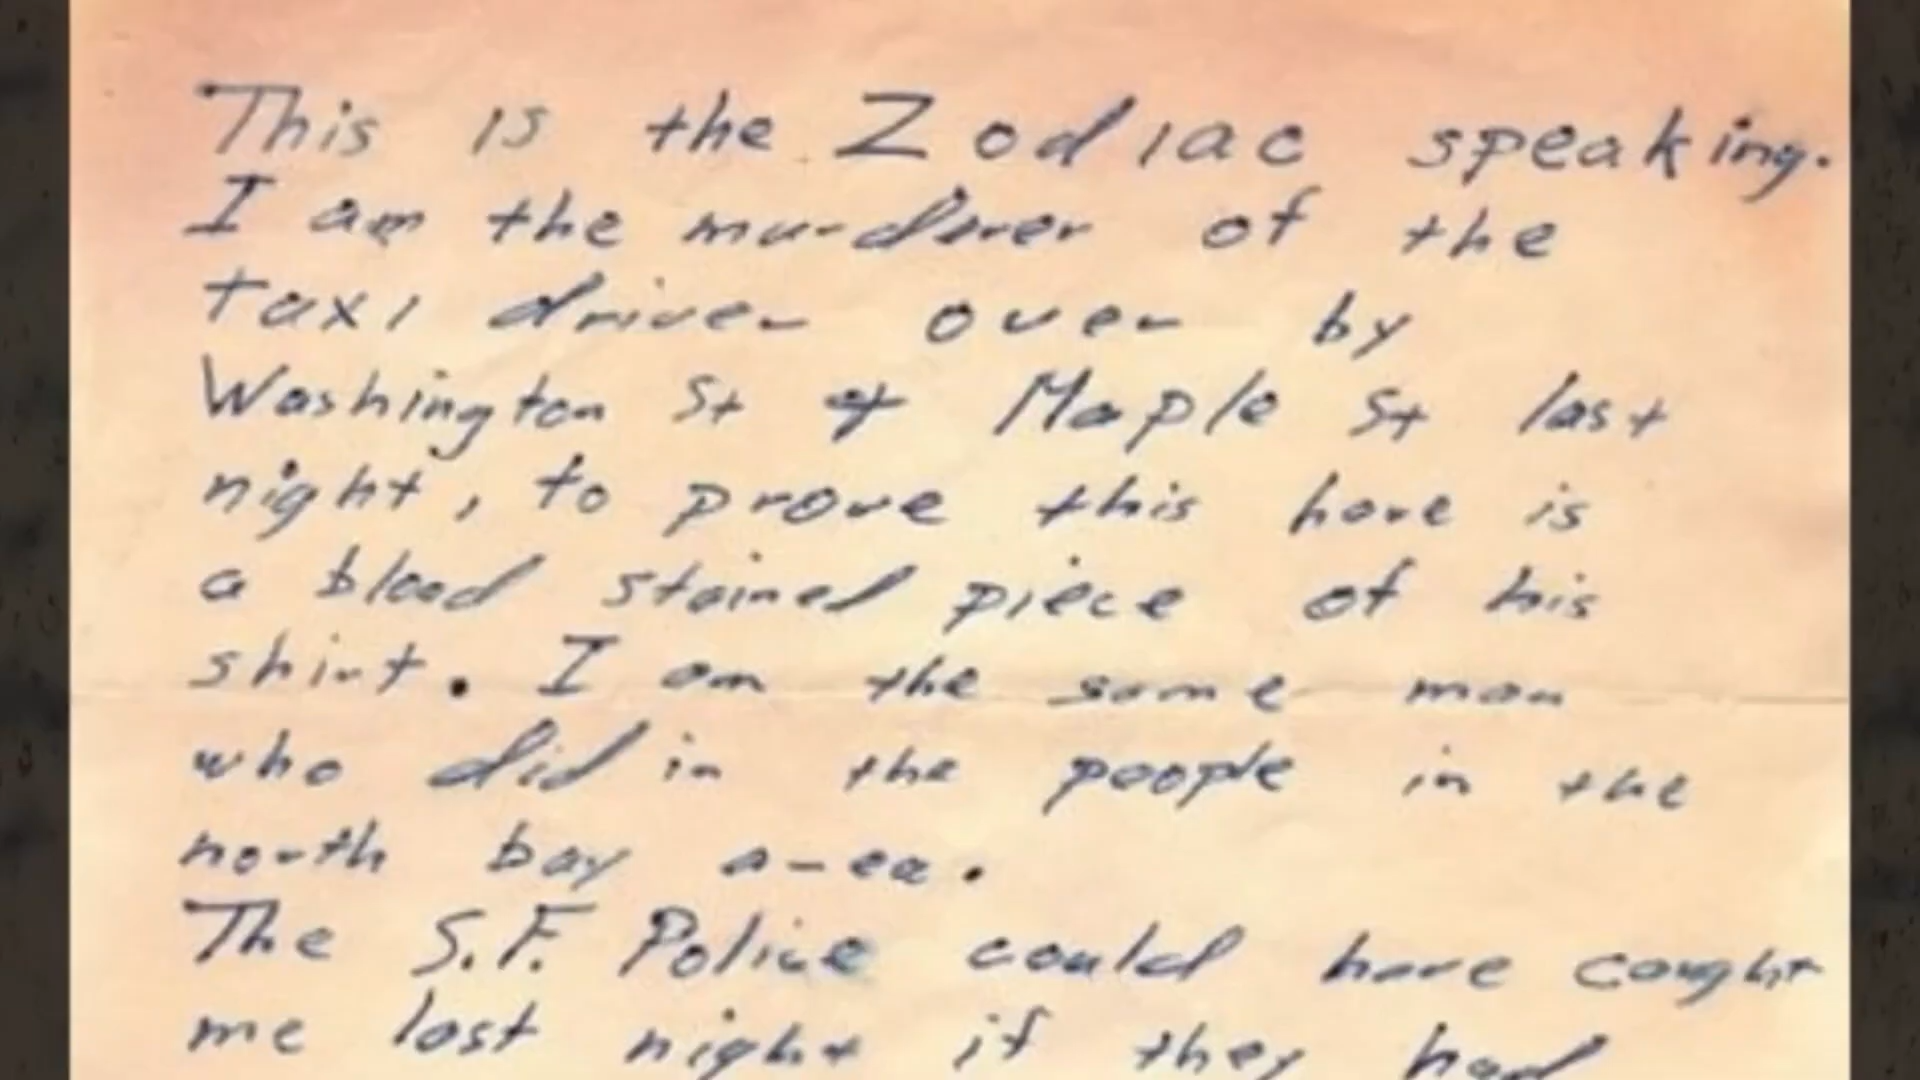 This is the Zodiac speaking.
I am the murderer of the
taxi driver over by
Washington St & Maple St last
night, to prove this here is
a blood stained piece of his
shirt. I am the same man
who did in the people in the
north bay area.
The S.F. Police could have caught
me last night if they had